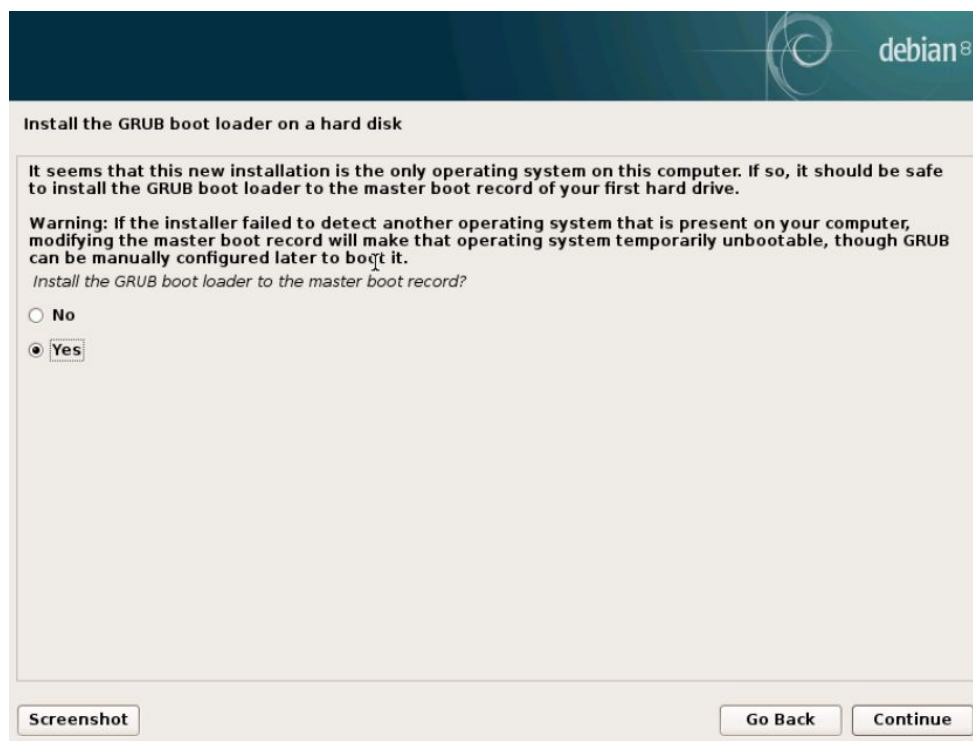 debian 8
Install the GRUB boot loader on a hard disk
It seems that this new installation is the only operating system on this computer. If so, it should be safe
to install the GRUB boot loader to the master boot record of your first hard drive.
Warning: If the installer failed to detect another operating system that is present on your computer,
modifying the master boot record will make that operating system temporarily unbootable, though GRUB
can be manually configured later to boot it.
Install the GRUB boot loader to the master boot record?
No
Yes
Screenshot Go Back Continue